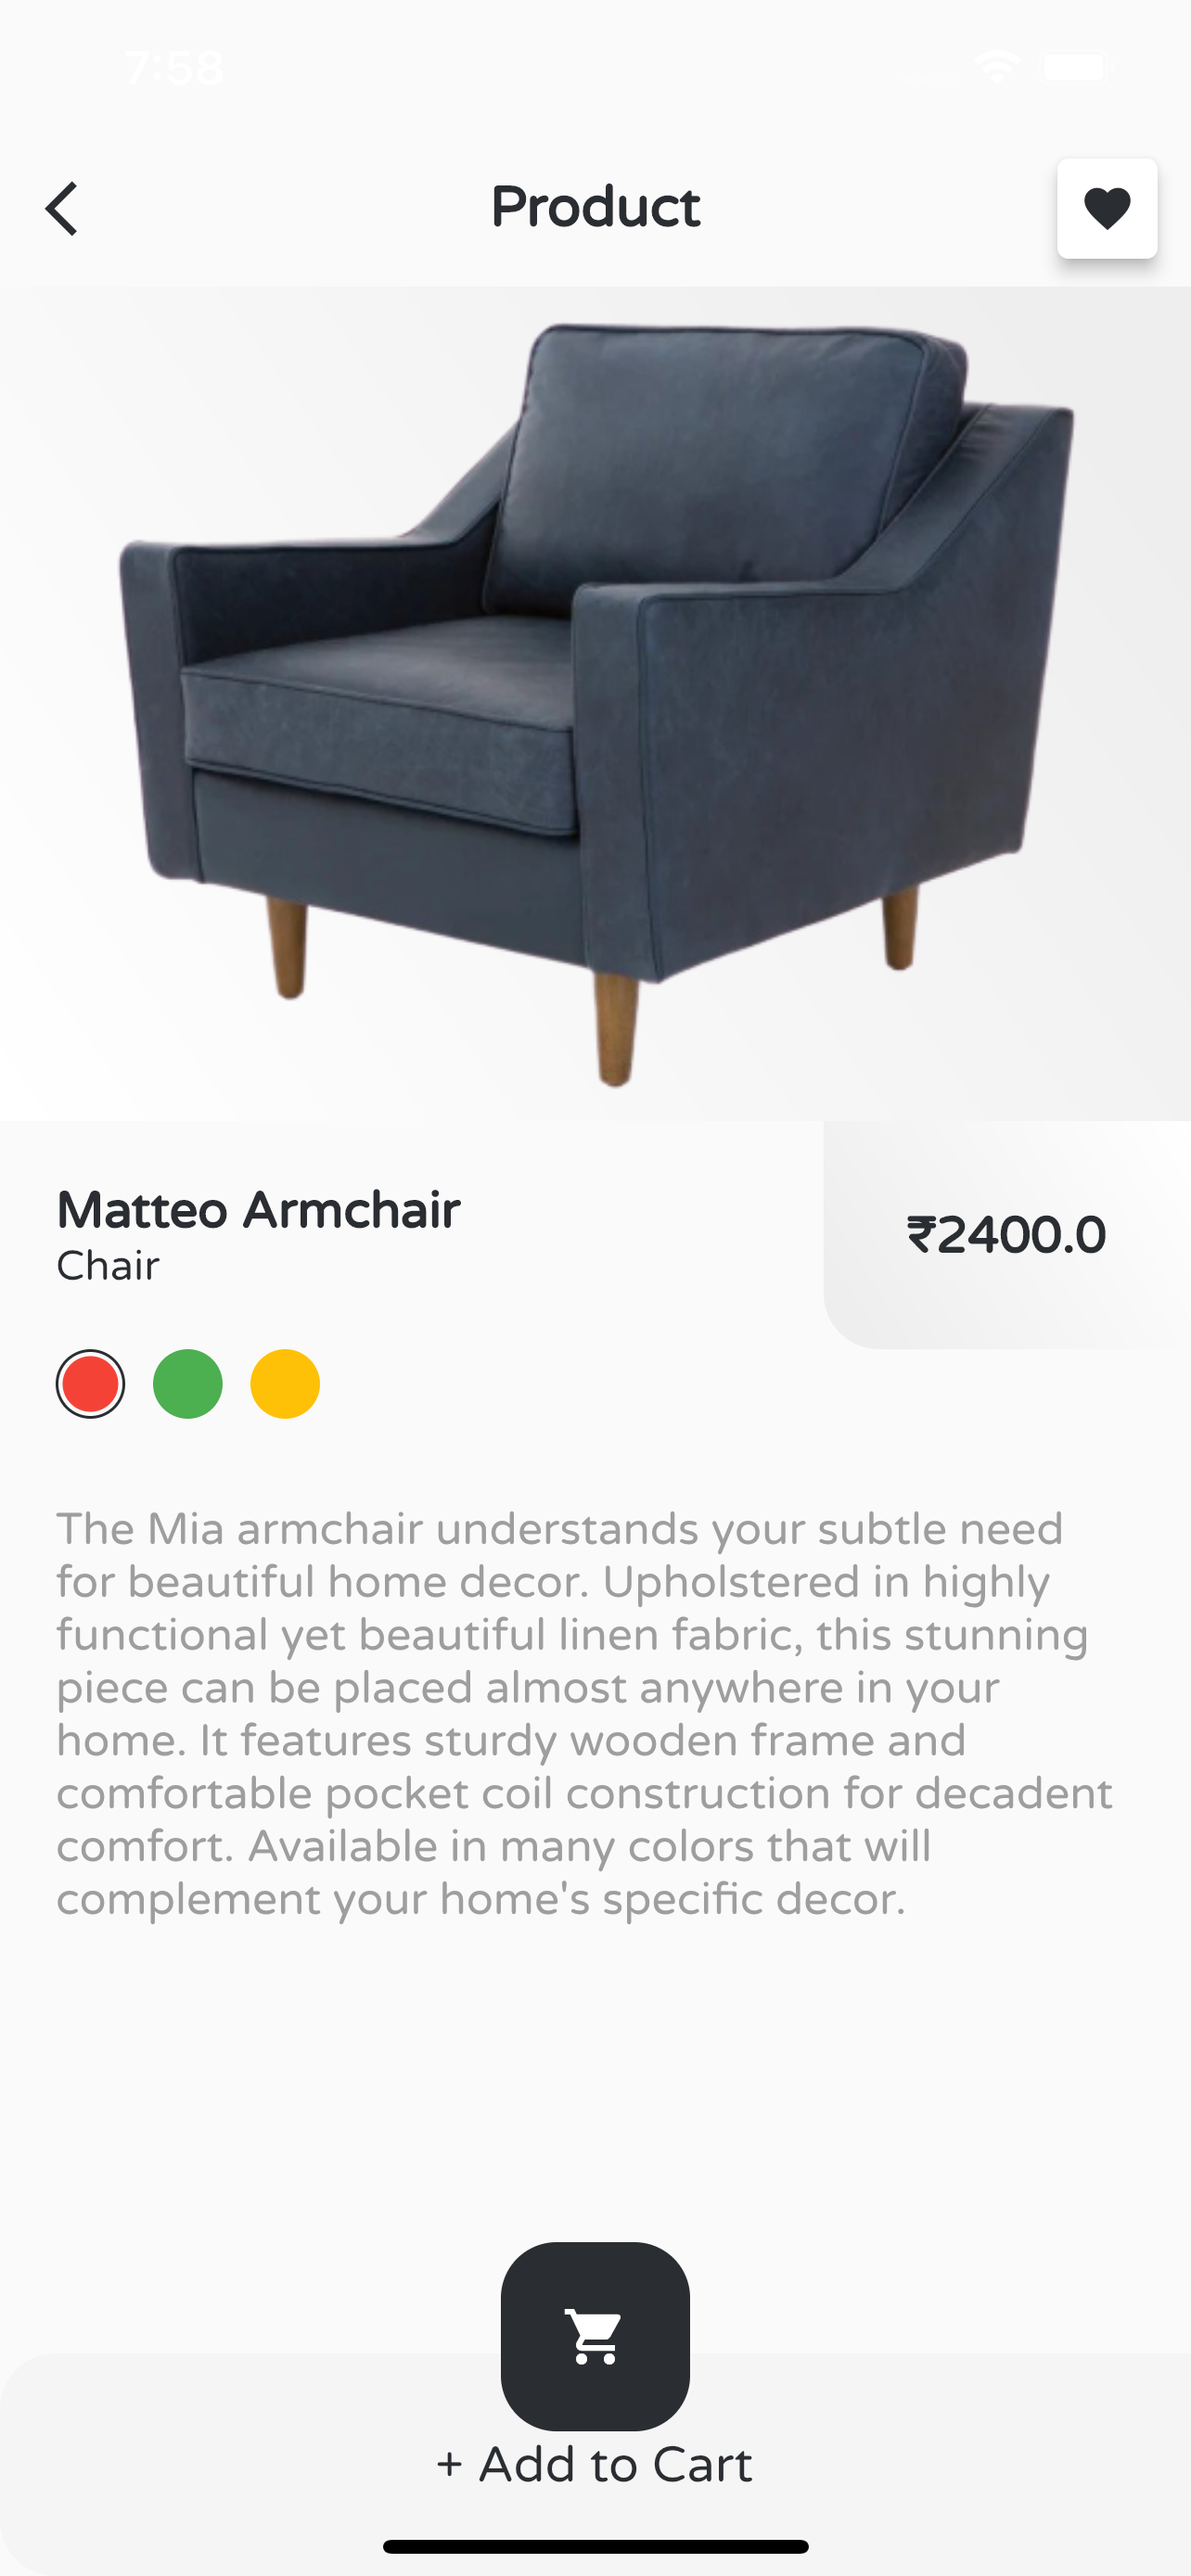 7:58
Product
Matteo Armchair
₹2400.0
Chair
The Mia armchair understands your subtle need
for beautiful home decor. Upholstered in highly
functional yet beautiful linen fabric, this stunning
piece can be placed almost anywhere in your
home. It features sturdy wooden frame and
comfortable pocket coil construction for decadent
comfort. Available in many colors that will
complement your home's specific decor.
+ Add to Cart